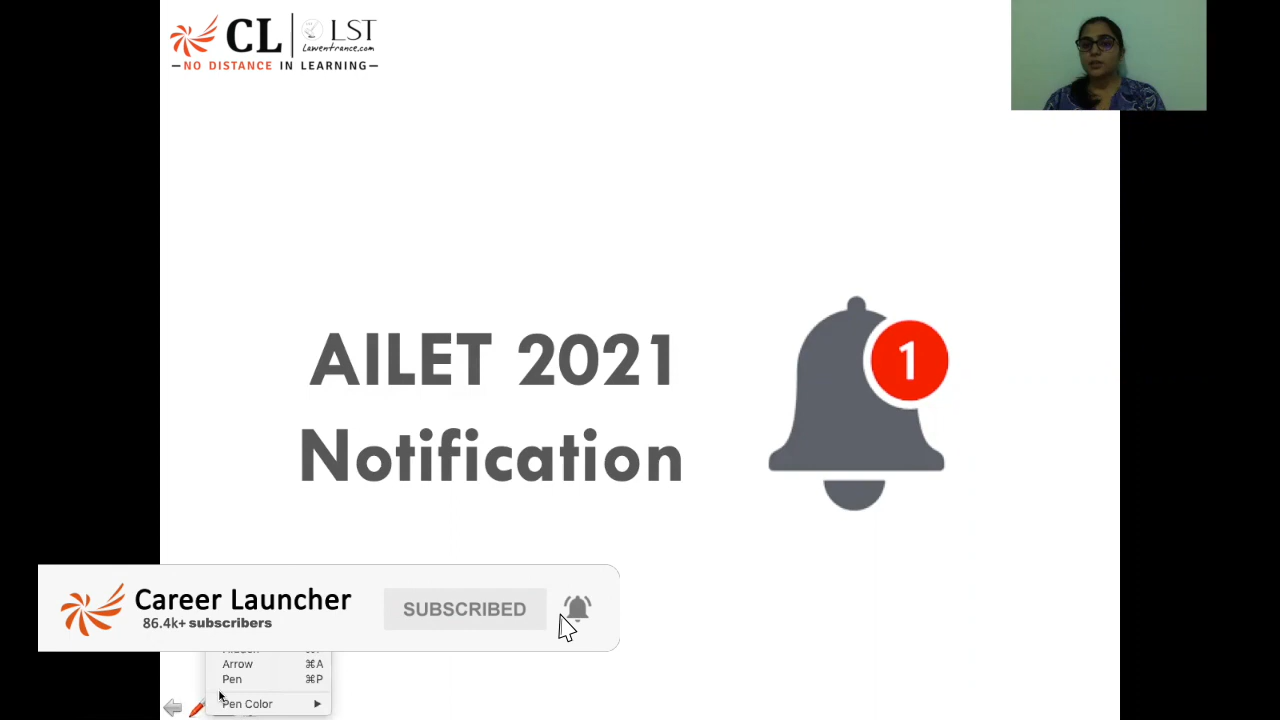 CL LST
Lawentrance.com
NO DISTANCE IN LEARNING
AILET 2021
1
Notification
Career Launcher
SUBSCRIBED
86.4k+ subscribers
Arrow ⌘A
Pen ⌘P
Pen Color